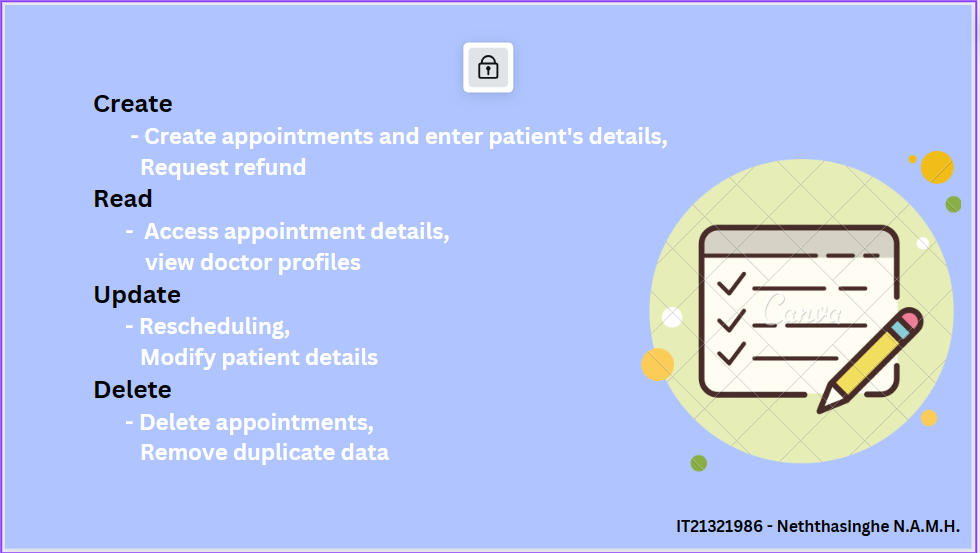 Create
- Create appointments and enter patient's details,
Request refund
Read
- Access appointment details,
view doctor profiles
Update
- Rescheduling,
Modify patient details
Delete
- Delete appointments,
Remove duplicate data
Canva
IT21321986 - Neththasinghe N.A.M.H.